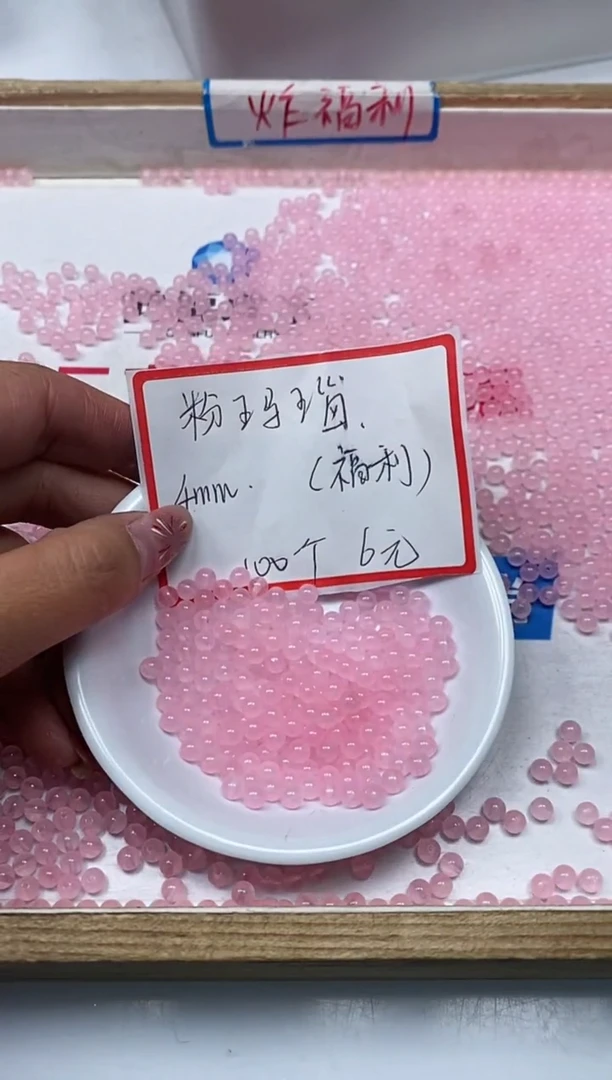 炸福利
粉玛瑙.
4mm. (福利)
100个 6元